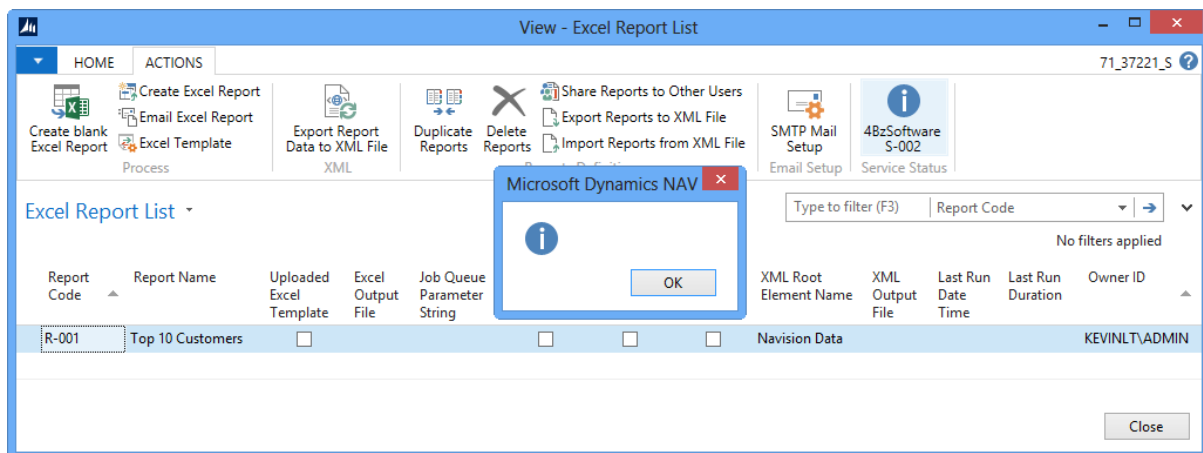 View - Excel Report List
HOME ACTIONS
71_37221_S
Create blank
Excel Report
Create Excel Report
Email Excel Report
Excel Template
Process
Export Report
Data to XML File
XML
Duplicate
Reports
Delete
Reports
Share Reports to Other Users
Export Reports to XML File
Import Reports from XML File
SMTP Mail
Setup
Email Setup
4BzSoftware
S-002
Service Status
Microsoft Dynamics NAV
OK
Excel Report List
Type to filter (F3)
Report Code
No filters applied
Report
Code
Report Name
Uploaded
Excel
Template
Excel
Output
File
Job Queue
Parameter
String
XML Root
Element Name
XML
Output
File
Last Run
Date
Time
Last Run
Duration
Owner ID
R-001 Top 10 Customers Navision Data KEVINLT\ADMIN
Close